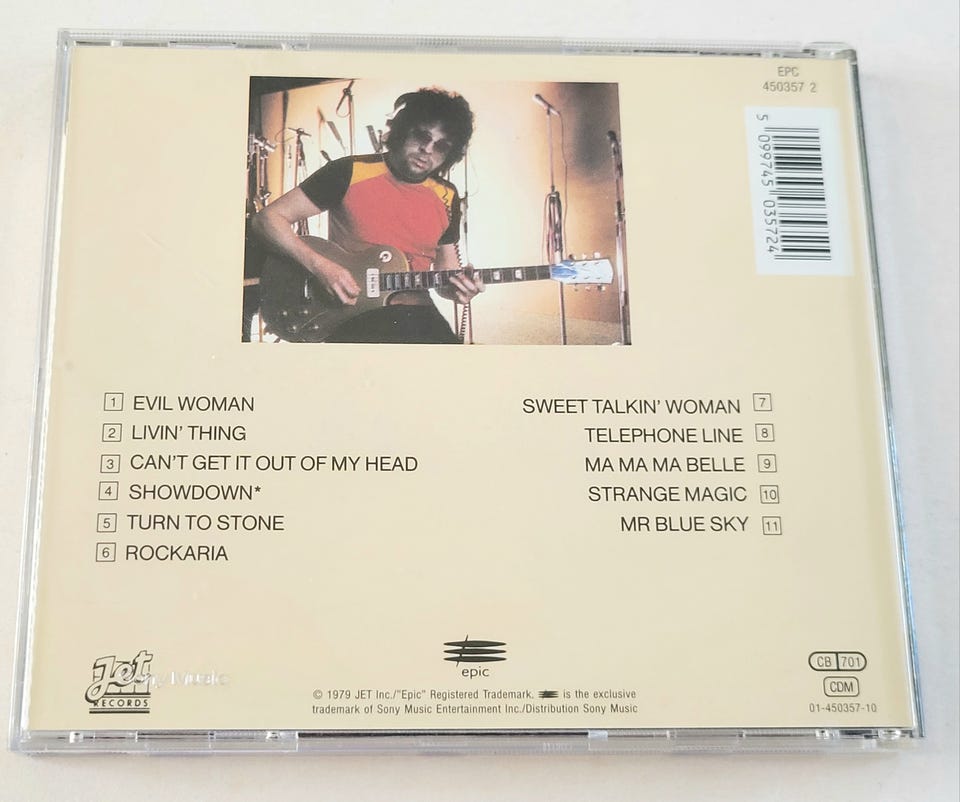 EPC
450357 2
5 099745 035724
1 EVIL WOMAN
2 LIVIN' THING
3 CAN'T GET IT OUT OF MY HEAD
4 SHOWDOWN*
5 TURN TO STONE
6 ROCKARIA
SWEET TALKIN' WOMAN 7
TELEPHONE LINE 8
MA MA MA BELLE 9
STRANGE MAGIC 10
MR BLUE SKY 11
Jet
RECORDS
Sony Music
epic
© 1979 JET Inc./"Epic" Registered Trademark. is the exclusive
trademark of Sony Music Entertainment Inc./Distribution Sony Music
CB 701
CDM
01-450357-10